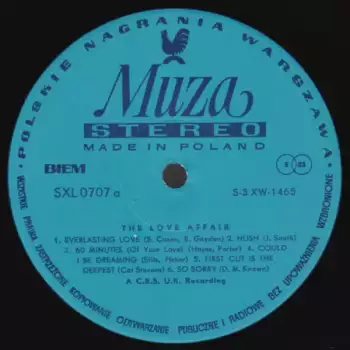 · POLSKIE NAGRANIA WARSZAWA ·
Muza
STEREO
MADE IN POLAND
BIEM
SXL 0707 a
S-3 XW-1465
THE LOVE AFFAIR
1. EVERLASTING LOVE (B. Cason, E. Gayden) 2. HUSH (J. South)
3. 60 MINUTES, (Of Your Love) (Hayes, Porter) 4. COULD
I BE DREAMING (Sills, Hoier) 5. FIRST CUT IS THE
DEEPEST (Cat Stevens) 6. SO SORRY (D. M. Kerven)
A C.B.S. U.K. Recording
WSZYSTKIE PRAWA ZASTRZEŻONE KOPIOWANIE ODTWARZANIE PUBLICZNE I RADIOWE BEZ UPOWAŻNIENIA WZBRONIONE